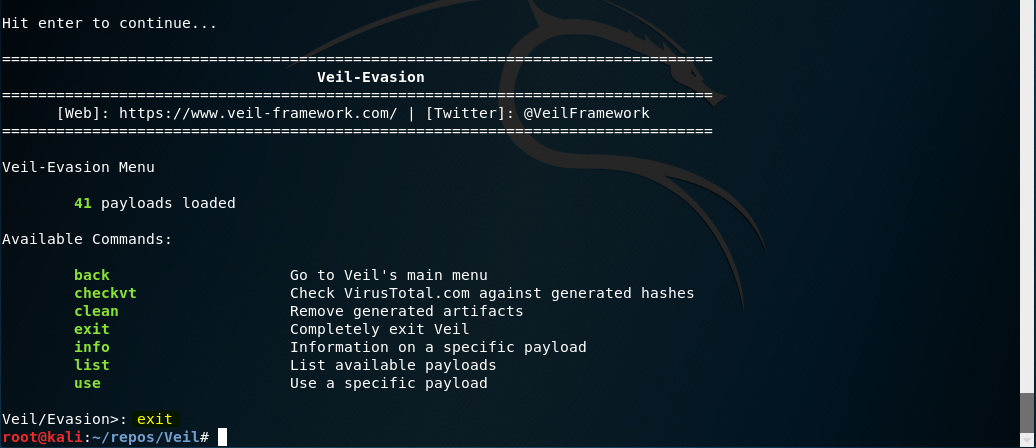 Hit enter to continue...
===============================================================================
Veil-Evasion
===============================================================================
[Web]: https://www.veil-framework.com/ | [Twitter]: @VeilFramework
===============================================================================
Veil-Evasion Menu
41 payloads loaded
Available Commands:
back Go to Veil's main menu
checkvt Check VirusTotal.com against generated hashes
clean Remove generated artifacts
exit Completely exit Veil
info Information on a specific payload
list List available payloads
use Use a specific payload
Veil/Evasion>: exit
root@kali:~/repos/Veil#